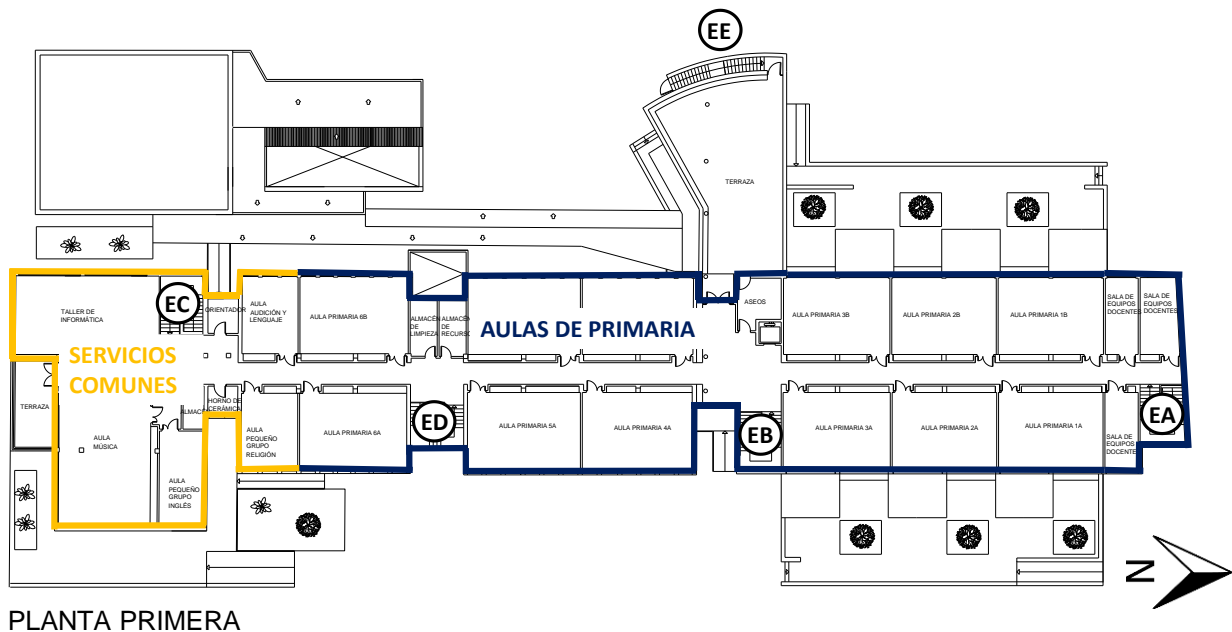 EE
TERRAZA
EC
TALLER DE
INFORMÁTICA
ORIENTADOR
AULA
AUDICIÓN Y
LENGUAJE
AULA PRIMARIA 6B
ALMACÉN
DE
LIMPIEZA
ALMACÉN
DE
RECURSO
AULAS DE PRIMARIA
ASEOS
AULA PRIMARIA 3B
AULA PRIMARIA 2B
AULA PRIMARIA 1B
SALA DE
EQUIPOS
DOCENTES
SALA DE
EQUIPOS
DOCENTES
SERVICIOS
COMUNES
TERRAZA
HORNO DE
CERÁMICA
ALMACÉ
AULA
MÚSICA
AULA
PEQUEÑO
GRUPO
INGLÉS
AULA
PEQUEÑO
GRUPO
RELIGIÓN
AULA PRIMARIA 6A
ED
AULA PRIMARIA 5A
AULA PRIMARIA 4A
EB
AULA PRIMARIA 3A
AULA PRIMARIA 2A
AULA PRIMARIA 1A
SALA DE
EQUIPOS
DOCENTE
EA
N
PLANTA PRIMERA